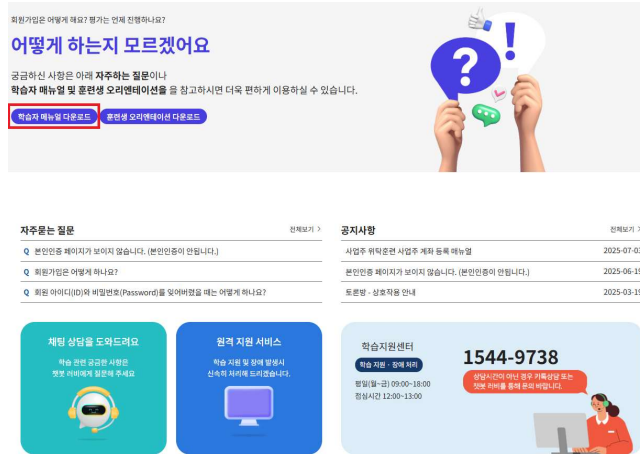 회원가입은 어떻게 해요? 평가는 언제 진행하나요?
어떻게 하는지 모르겠어요
궁금하신 사항은 아래 자주하는 질문이나
학습자 매뉴얼 및 훈련생 오리엔테이션을 을 참고하시면 더욱 편하게 이용하실 수 있습니다.
학습자 매뉴얼 다운로드
훈련생 오리엔테이션 다운로드
? !
자주묻는 질문
전체보기 >
Q 본인인증 페이지가 보이지 않습니다. (본인인증이 안됩니다.)
Q 회원가입은 어떻게 하나요?
Q 회원 아이디(ID)와 비밀번호(Password)를 잊어버렸을 때는 어떻게 하나요?
공지사항
전체보기 >
사업주 위탁훈련 사업주 계좌 등록 매뉴얼 2025-07-03
본인인증 페이지가 보이지 않습니다. (본인인증이 안됩니다.) 2025-06-19
토론방 - 상호작용 안내 2025-03-19
채팅 상담을 도와드려요
학습 관련 궁금한 사항은
챗봇 러비에게 질문해 주세요
원격 지원 서비스
학습 지원 및 장애 발생시
신속히 처리해 드리겠습니다.
학습지원센터
학습 지원 · 장애 처리
평일(월~금) 09:00~18:00
점심시간 12:00~13:00
1544-9738
상담시간이 아닌 경우 카톡상담 또는
챗봇 러비를 통해 문의 바랍니다.